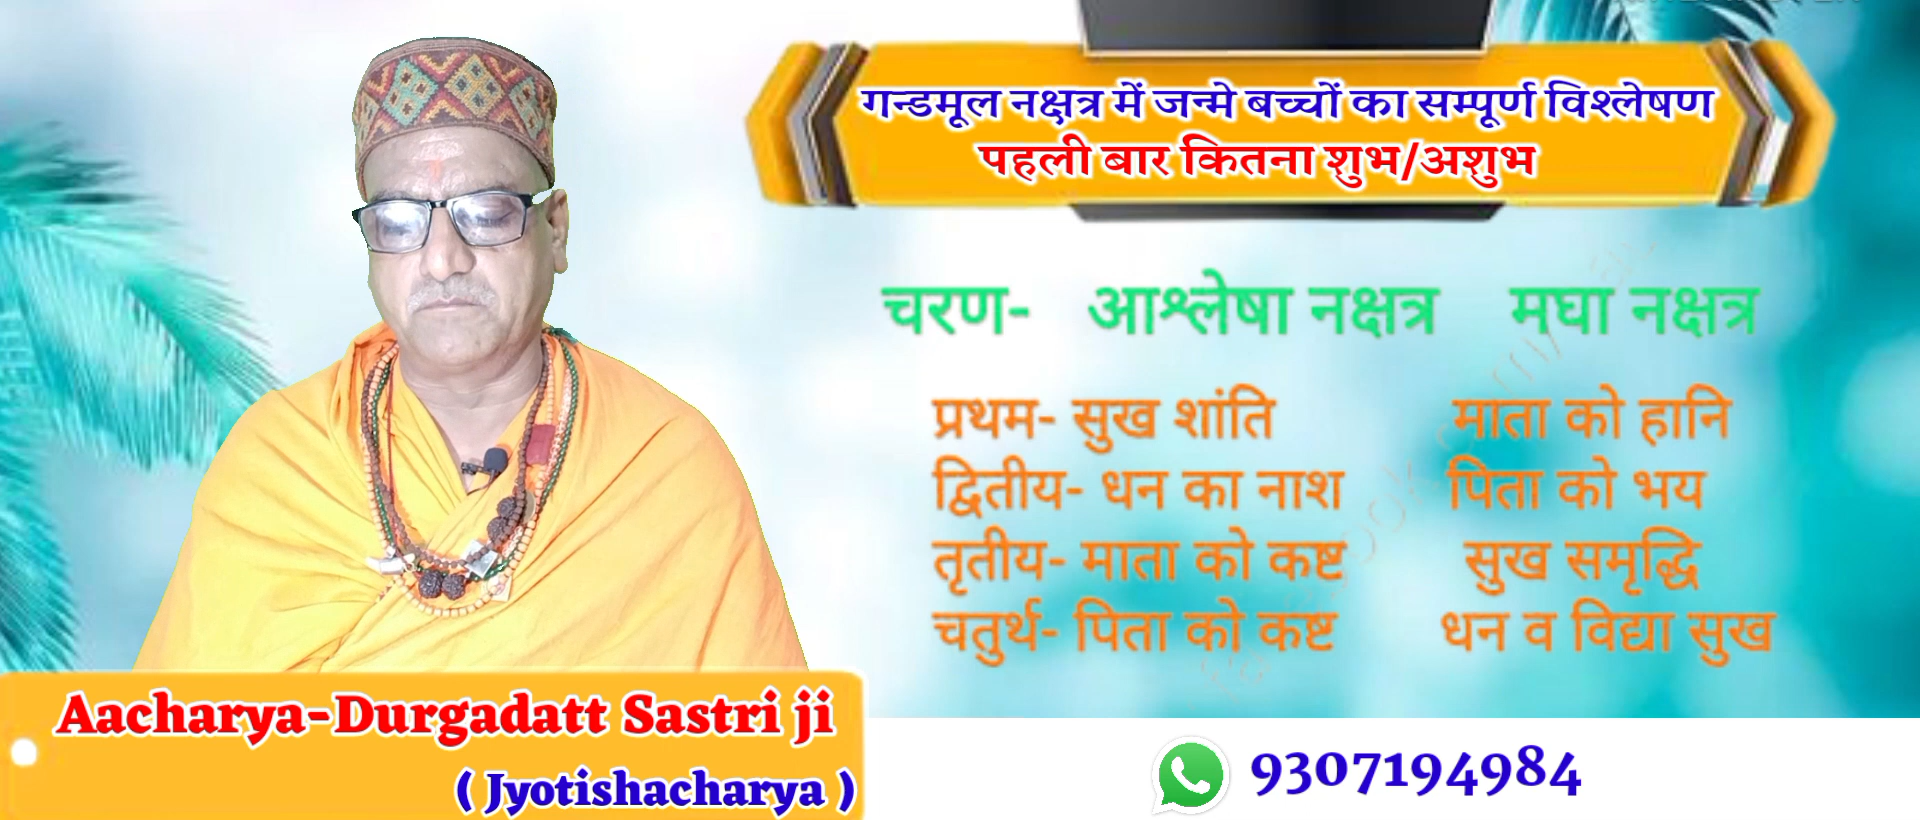 गन्डमूल नक्षत्र में जन्मे बच्चों का सम्पूर्ण विश्लेषण
पहली बार कितना शुभ/अशुभ
चरण- आश्लेषा नक्षत्र मघा नक्षत्र
प्रथम- सुख शांति माता को हानि
द्वितीय- धन का नाश पिता को भय
तृतीय- माता को कष्ट सुख समृद्धि
चतुर्थ- पिता को कष्ट धन व विद्या सुख
Aacharya-Durgadatt Sastri ji
( Jyotishacharya )
9307194984